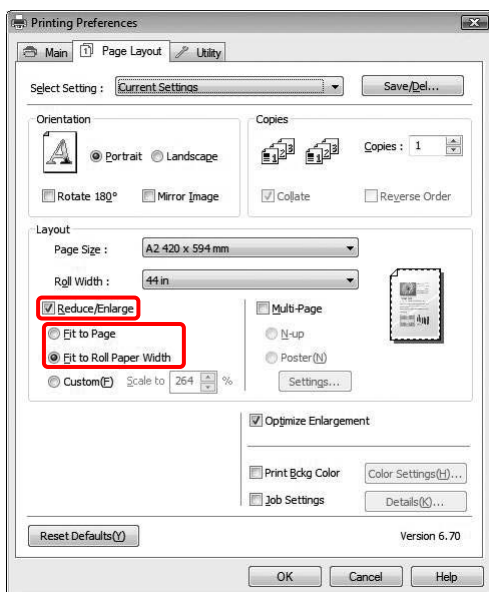 Printing Preferences
Main
Page Layout
Utility
Select Setting : Current Settings Save/Del...
Orientation
Portrait Landscape
Rotate 180° Mirror Image
Copies
Copies : 1
Collate Reverse Order
Layout
Page Size : A2 420 x 594 mm
Roll Width : 44 in
Reduce/Enlarge
Fit to Page
Fit to Roll Paper Width
Custom(F) Scale to 264 %
Multi-Page
N-up
Poster(N)
Settings...
Optimize Enlargement
Print Bckg Color Color Settings(H)...
Job Settings Details(K)...
Reset Defaults(Y) Version 6.70
OK Cancel Help